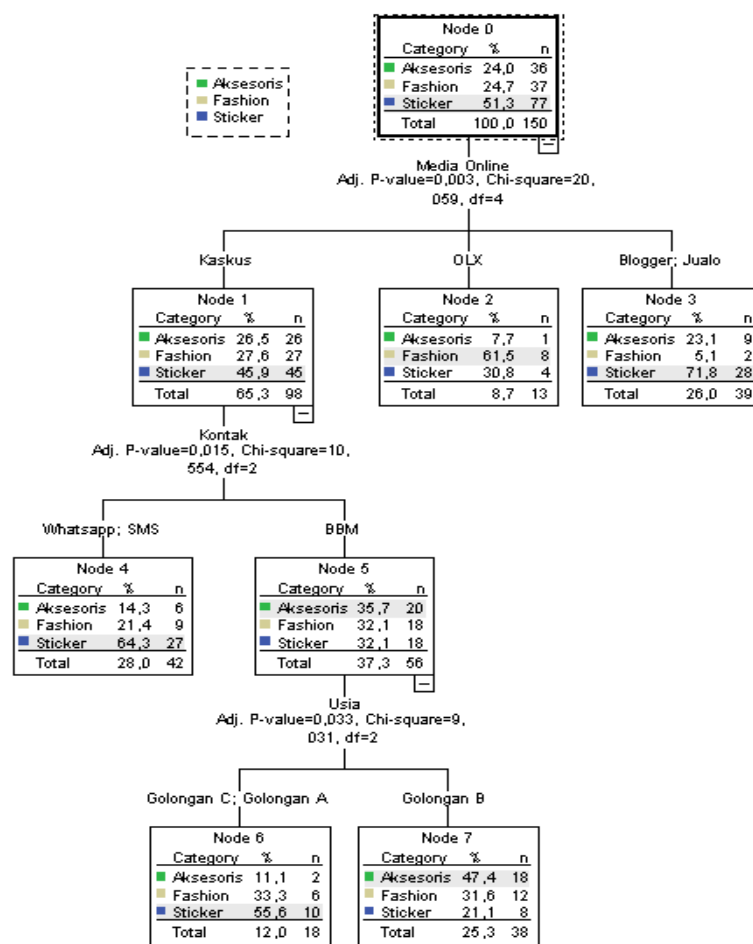 Node 0
Category % n
Aksesoris 24,0 36
Fashion 24,7 37
Sticker 51,3 77
Total 100,0 150
Aksesoris
Fashion
Sticker
Media Online
Adj. P-value=0,003, Chi-square=20,
059, df=4
Kaskus
OLX
Blogger; Jualo
Node 1
Category % n
Aksesoris 26,5 26
Fashion 27,6 27
Sticker 45,9 45
Total 65,3 98
Node 2
Category % n
Aksesoris 7,7 1
Fashion 61,5 8
Sticker 30,8 4
Total 8,7 13
Node 3
Category % n
Aksesoris 23,1 9
Fashion 5,1 2
Sticker 71,8 28
Total 26,0 39
Kontak
Adj. P-value=0,015, Chi-square=10,
554, df=2
Whatsapp; SMS
BBM
Node 4
Category % n
Aksesoris 14,3 6
Fashion 21,4 9
Sticker 64,3 27
Total 28,0 42
Node 5
Category % n
Aksesoris 35,7 20
Fashion 32,1 18
Sticker 32,1 18
Total 37,3 56
Usia
Adj. P-value=0,033, Chi-square=9,
031, df=2
Golongan C; Golongan A
Golongan B
Node 6
Category % n
Aksesoris 11,1 2
Fashion 33,3 6
Sticker 55,6 10
Total 12,0 18
Node 7
Category % n
Aksesoris 47,4 18
Fashion 31,6 12
Sticker 21,1 8
Total 25,3 38